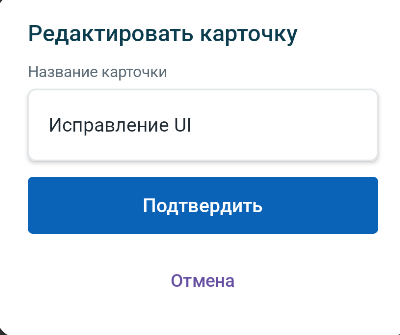 Редактировать карточку
Название карточки
Исправление UI
Подтвердить
Отмена